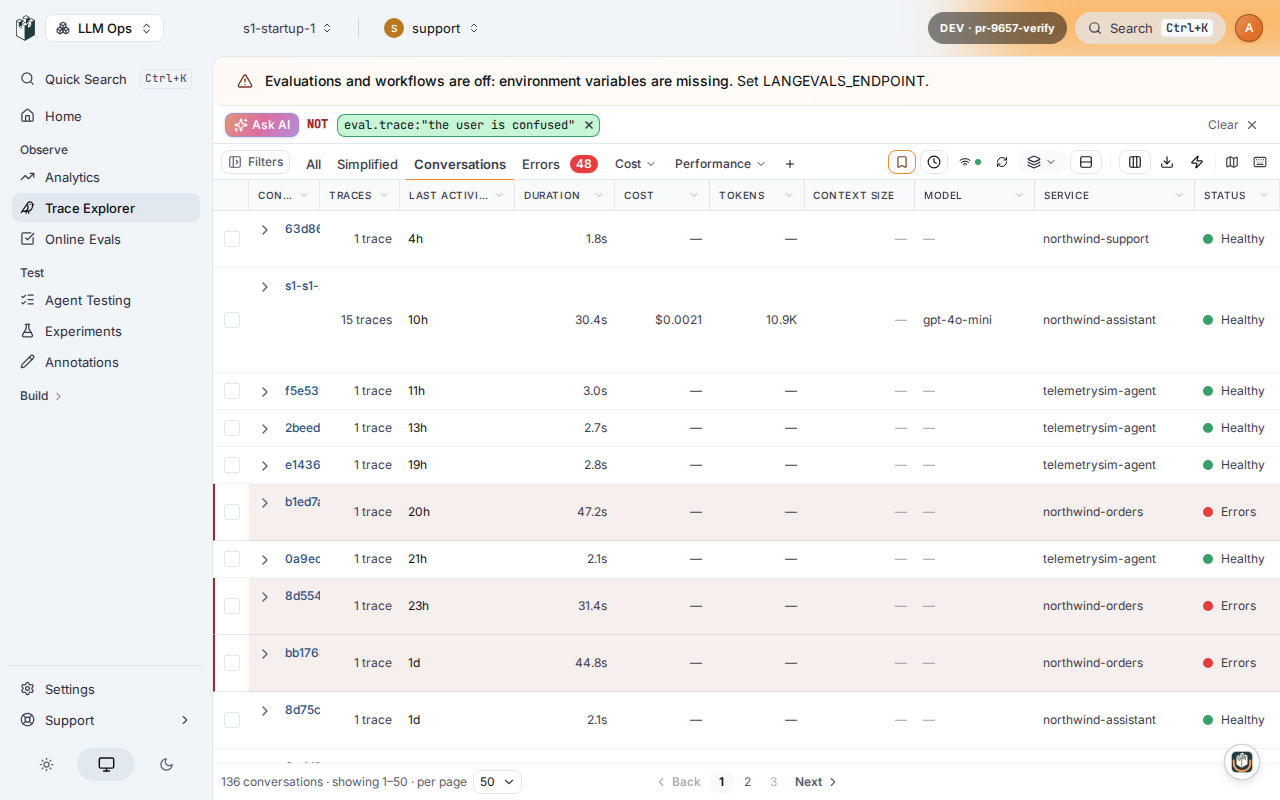 LLM Ops
s1-startup-1
S support
DEV · pr-9657-verify
Search Ctrl+K
A
Quick Search Ctrl+K
Home
Observe
Analytics
Trace Explorer
Online Evals
Test
Agent Testing
Experiments
Annotations
Build
Settings
Support
Evaluations and workflows are off: environment variables are missing. Set LANGEVALS_ENDPOINT.
Ask AI NOT eval.trace:"the user is confused" Clear
Filters All Simplified Conversations Errors 48 Cost Performance
CON... TRACES LAST ACTIVI... DURATION COST TOKENS CONTEXT SIZE MODEL SERVICE STATUS
63d86 1 trace 4h 1.8s — — — — northwind-support Healthy
s1-s1- 15 traces 10h 30.4s $0.0021 10.9K — gpt-4o-mini northwind-assistant Healthy
f5e53 1 trace 11h 3.0s — — — — telemetrysim-agent Healthy
2beed 1 trace 13h 2.7s — — — — telemetrysim-agent Healthy
e1436 1 trace 19h 2.8s — — — — telemetrysim-agent Healthy
b1ed7a 1 trace 20h 47.2s — — — — northwind-orders Errors
0a9ec 1 trace 21h 2.1s — — — — telemetrysim-agent Healthy
8d554 1 trace 23h 31.4s — — — — northwind-orders Errors
bb176 1 trace 1d 44.8s — — — — northwind-orders Errors
8d75c 1 trace 1d 2.1s — — — — northwind-assistant Healthy
136 conversations · showing 1–50 · per page 50 Back 1 2 3 Next